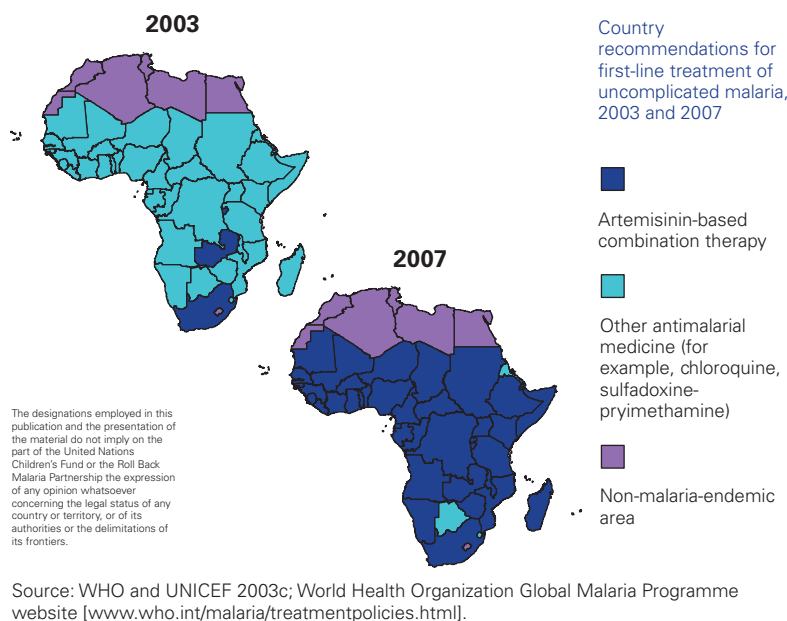 2003
Country
recommendations for
first-line treatment of
uncomplicated malaria,
2003 and 2007
Artemisinin-based
combination therapy
2007
Other antimalarial
medicine (for
example, chloroquine,
sulfadoxine-
pryimethamine)
Non-malaria-endemic
area
The designations employed in this
publication and the presentation of
the material do not imply on the
part of the United Nations
Children's Fund or the Roll Back
Malaria Partnership the expression
of any opinion whatsoever
concerning the legal status of any
country or territory, or of its
authorities or the delimitations of
its frontiers.
Source: WHO and UNICEF 2003c; World Health Organization Global Malaria Programme
website [www.who.int/malaria/treatmentpolicies.html].